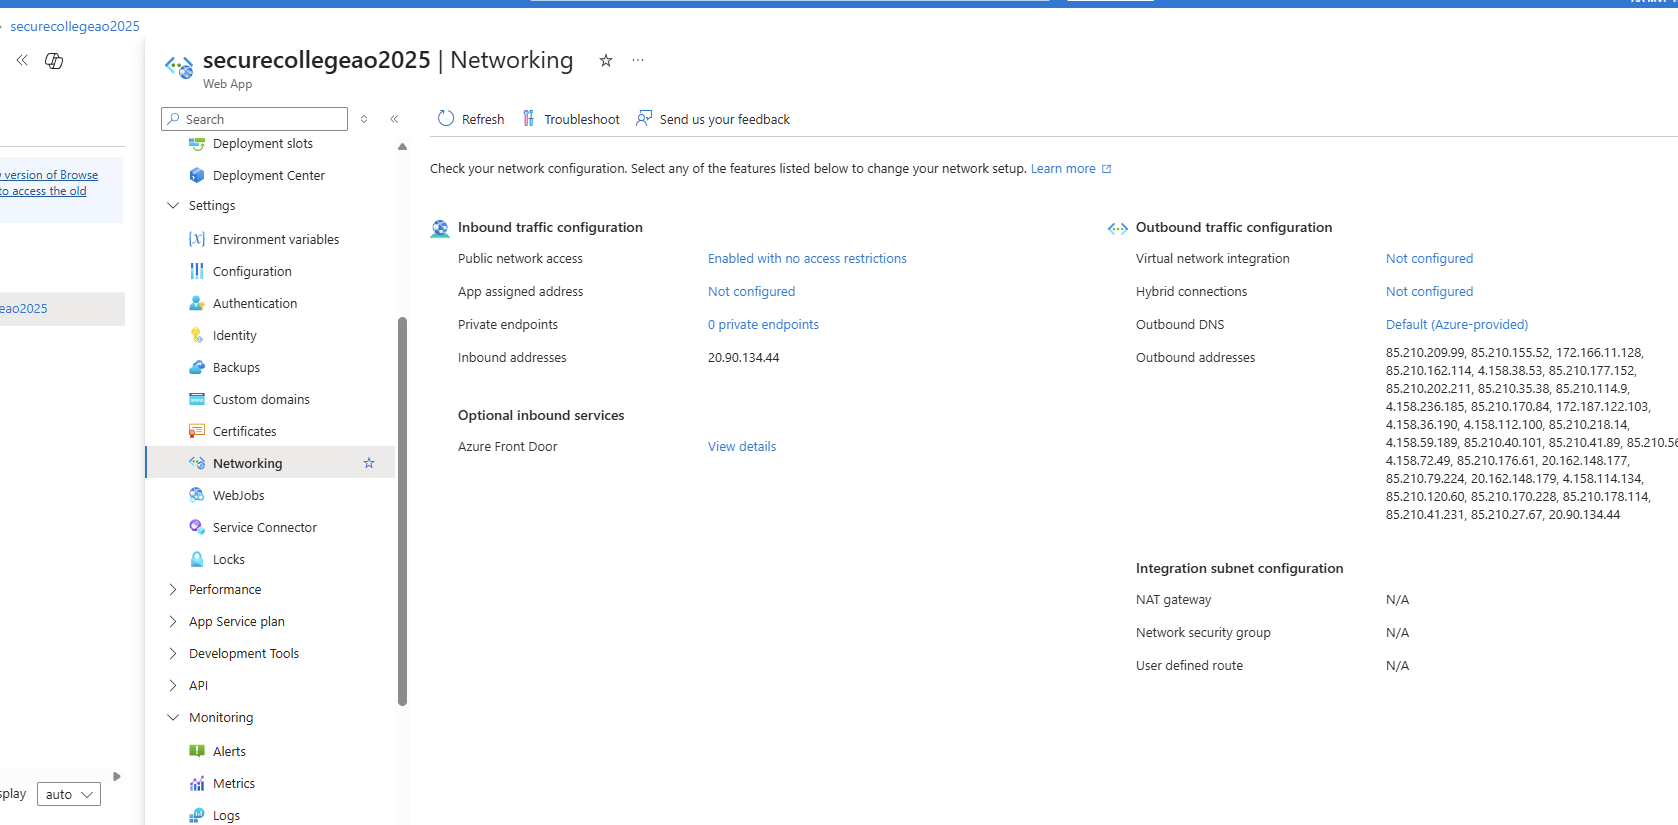 securecollegeao2025
securecollegeao2025 | Networking
Web App
version of Browse
to access the old
eao2025
auto
Search
Deployment slots
Deployment Center
Settings
Environment variables
Configuration
Authentication
Identity
Backups
Custom domains
Certificates
Networking
WebJobs
Service Connector
Locks
Performance
App Service plan
Development Tools
API
Monitoring
Alerts
Metrics
Logs
Refresh Troubleshoot Send us your feedback
Check your network configuration. Select any of the features listed below to change your network setup. Learn more
Inbound traffic configuration
Public network access Enabled with no access restrictions
App assigned address Not configured
Private endpoints 0 private endpoints
Inbound addresses 20.90.134.44
Optional inbound services
Azure Front Door View details
Outbound traffic configuration
Virtual network integration Not configured
Hybrid connections Not configured
Outbound DNS Default (Azure-provided)
Outbound addresses 85.210.209.99, 85.210.155.52, 172.166.11.128,
85.210.162.114, 4.158.38.53, 85.210.177.152,
85.210.202.211, 85.210.35.38, 85.210.114.9,
4.158.236.185, 85.210.170.84, 172.187.122.103,
4.158.36.190, 4.158.112.100, 85.210.218.14,
4.158.59.189, 85.210.40.101, 85.210.41.89, 85.210.56
4.158.72.49, 85.210.176.61, 20.162.148.177,
85.210.79.224, 20.162.148.179, 4.158.114.134,
85.210.120.60, 85.210.170.228, 85.210.178.114,
85.210.41.231, 85.210.27.67, 20.90.134.44
Integration subnet configuration
NAT gateway N/A
Network security group N/A
User defined route N/A